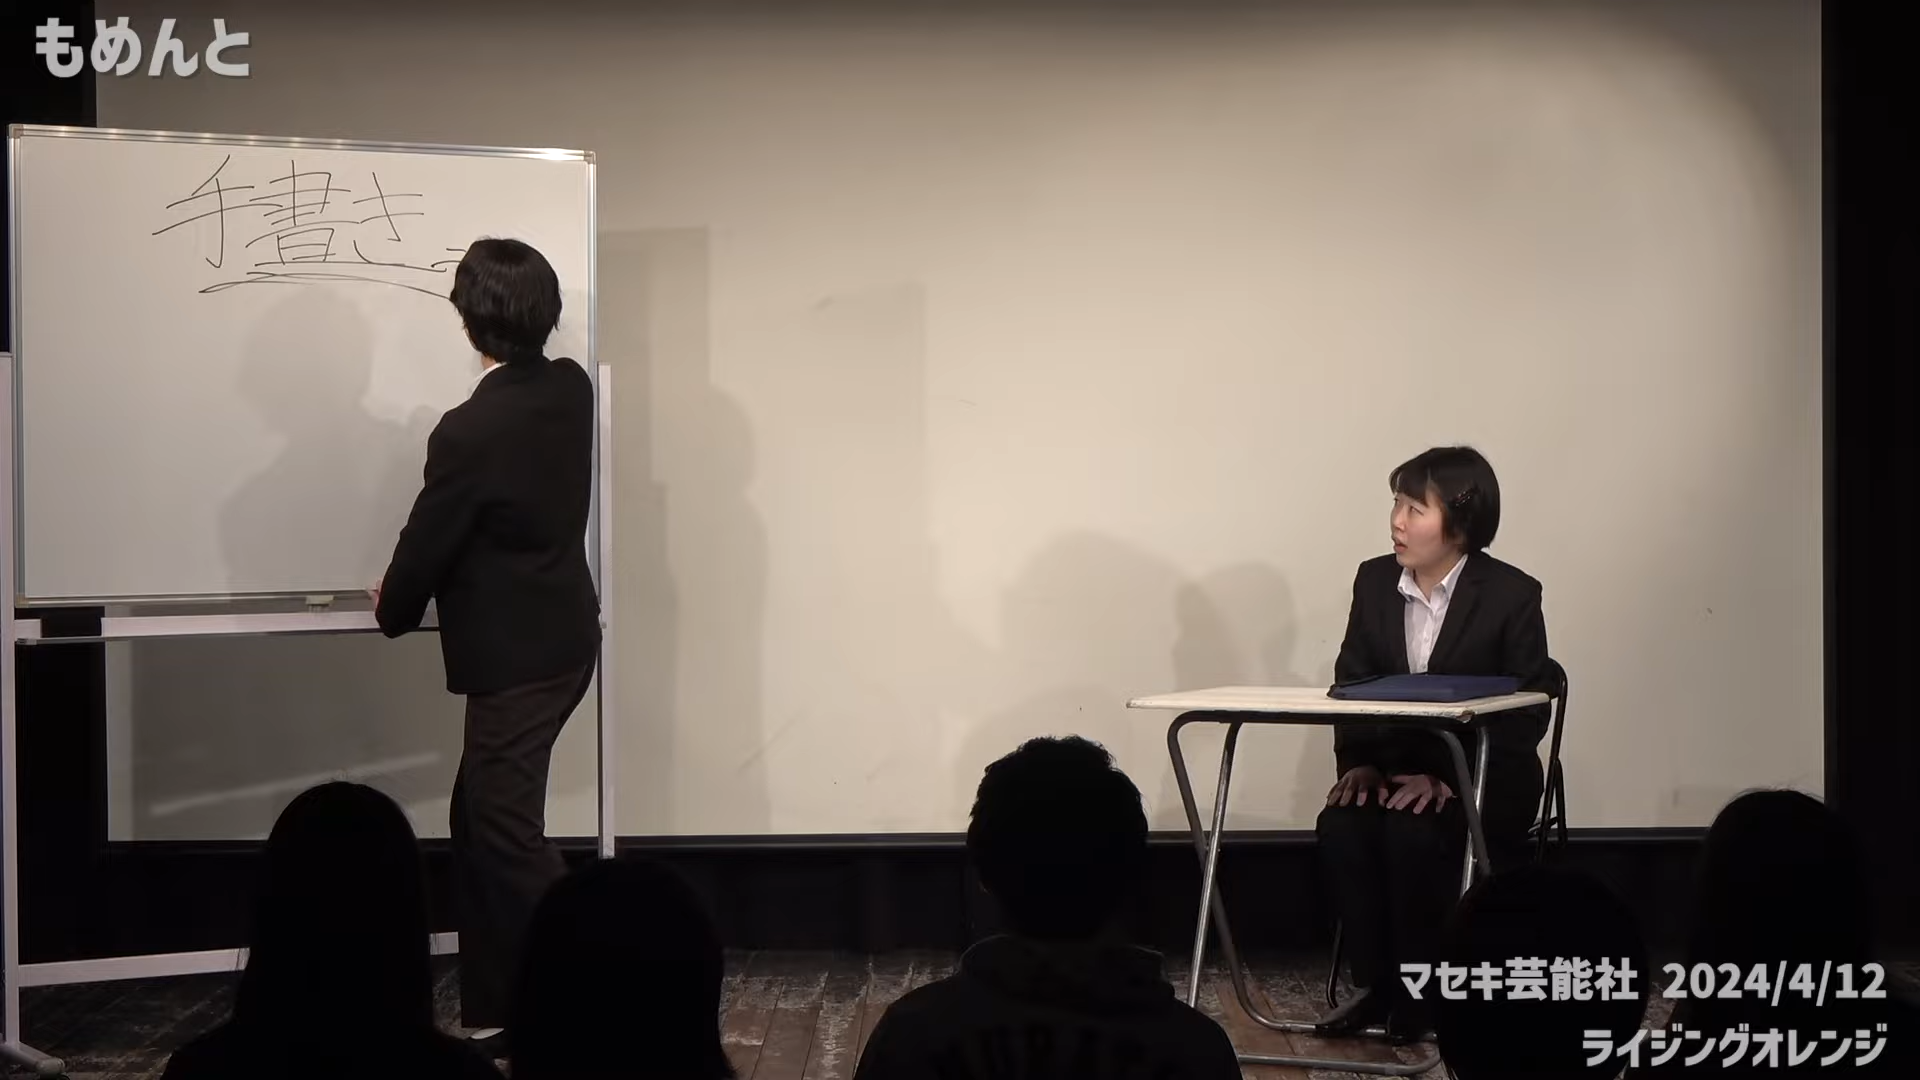 もめんと
手書き
マセキ芸能社 2024/4/12
ライジングオレンジ